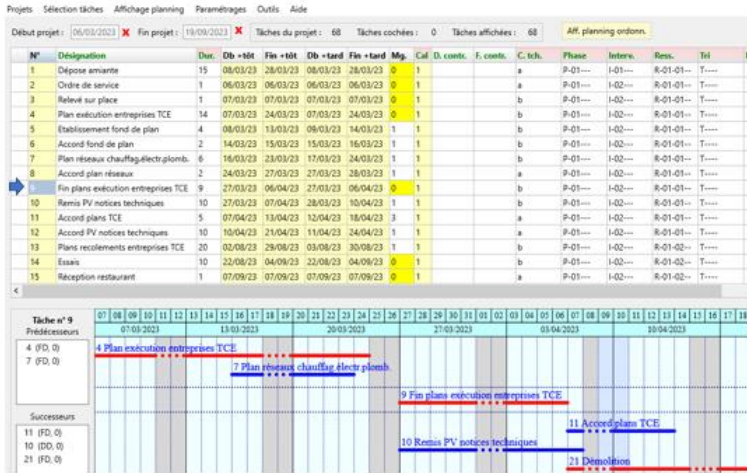 Projets Sélection tâches Affichage planning Paramétrages Outils Aide
Début projet : 06/03/2023 Fin projet : 19/09/2023 Tâches du projet : 68 Tâches cochées : 0 Tâches affichées : 68 Aff. planning ordonn.
N° Désignation Dur. Db +tôt Fin +tôt Db +tard Fin +tard Mg. Cal D. contr. F. contr. C. tch. Phase Interv. Ress. Tri
1 Dépose amiante 15 08/03/23 28/03/23 08/03/23 28/03/23 0 1 a P-01--- I-01--- R-01-01-- T----
2 Ordre de service 1 06/03/23 06/03/23 06/03/23 06/03/23 0 1 a P-01--- I-02--- R-01-01-- T----
3 Relevé sur place 1 07/03/23 07/03/23 07/03/23 07/03/23 0 1 b P-01--- I-02--- R-01-01-- T----
4 Plan exécution entreprises TCE 14 07/03/23 24/03/23 07/03/23 24/03/23 0 1 b P-01--- I-02--- R-01-01-- T----
5 Etablissement fond de plan 4 08/03/23 13/03/23 09/03/23 14/03/23 1 1 b P-01--- I-02--- R-01-01-- T----
6 Accord fond de plan 2 14/03/23 15/03/23 15/03/23 16/03/23 1 1 b P-01--- I-02--- R-01-01-- T----
7 Plan réseaux chauffag.électr.plomb. 6 16/03/23 23/03/23 17/03/23 24/03/23 1 1 b P-01--- I-02--- R-01-01-- T----
8 Accord plan réseaux 2 24/03/23 27/03/23 27/03/23 28/03/23 1 1 a P-01--- I-02--- R-01-01-- T----
9 Fin plans exécution entreprises TCE 9 27/03/23 06/04/23 27/03/23 06/04/23 0 1 b P-01--- I-02--- R-01-01-- T----
10 Remis PV notices techniques 10 27/03/23 07/04/23 28/03/23 10/04/23 1 1 b P-01--- I-02--- R-01-01-- T----
11 Accord plans TCE 5 07/04/23 13/04/23 12/04/23 18/04/23 3 1 a P-01--- I-02--- R-01-01-- T----
12 Accord PV notices techniques 10 10/04/23 21/04/23 11/04/23 24/04/23 1 1 a P-01--- I-02--- R-01-01-- T----
13 Plans recolements entreprises TCE 20 02/08/23 29/08/23 03/08/23 30/08/23 1 1 b P-01--- I-02--- R-01-02-- T----
14 Essais 10 22/08/23 04/09/23 22/08/23 04/09/23 0 1 b P-01--- I-02--- R-01-02-- T----
15 Réception restaurant 1 07/09/23 07/09/23 07/09/23 07/09/23 0 1 a P-01--- I-02--- R-01-02-- T----
Tâche n° 9 07 08 09 10 11 12 13 14 15 16 17 18 19 20 21 22 23 24 25 26 27 28 29 30 31 01 02 03 04 05 06 07 08 09 10 11 12 13 14 15 16 17 18
Prédécesseurs 07/03/2023 13/03/2023 20/03/2023 27/03/2023 03/04/2023 10/04/2023
4 (FD, 0)
7 (FD, 0)
4 Plan exécution entreprises TCE
7 Plan réseaux chauffag.électr.plomb.
9 Fin plans exécution entreprises TCE
Successeurs
11 (FD, 0)
10 (DD, 0)
21 (FD, 0)
11 Accord plans TCE
10 Remis PV notices techniques
21 Démolition